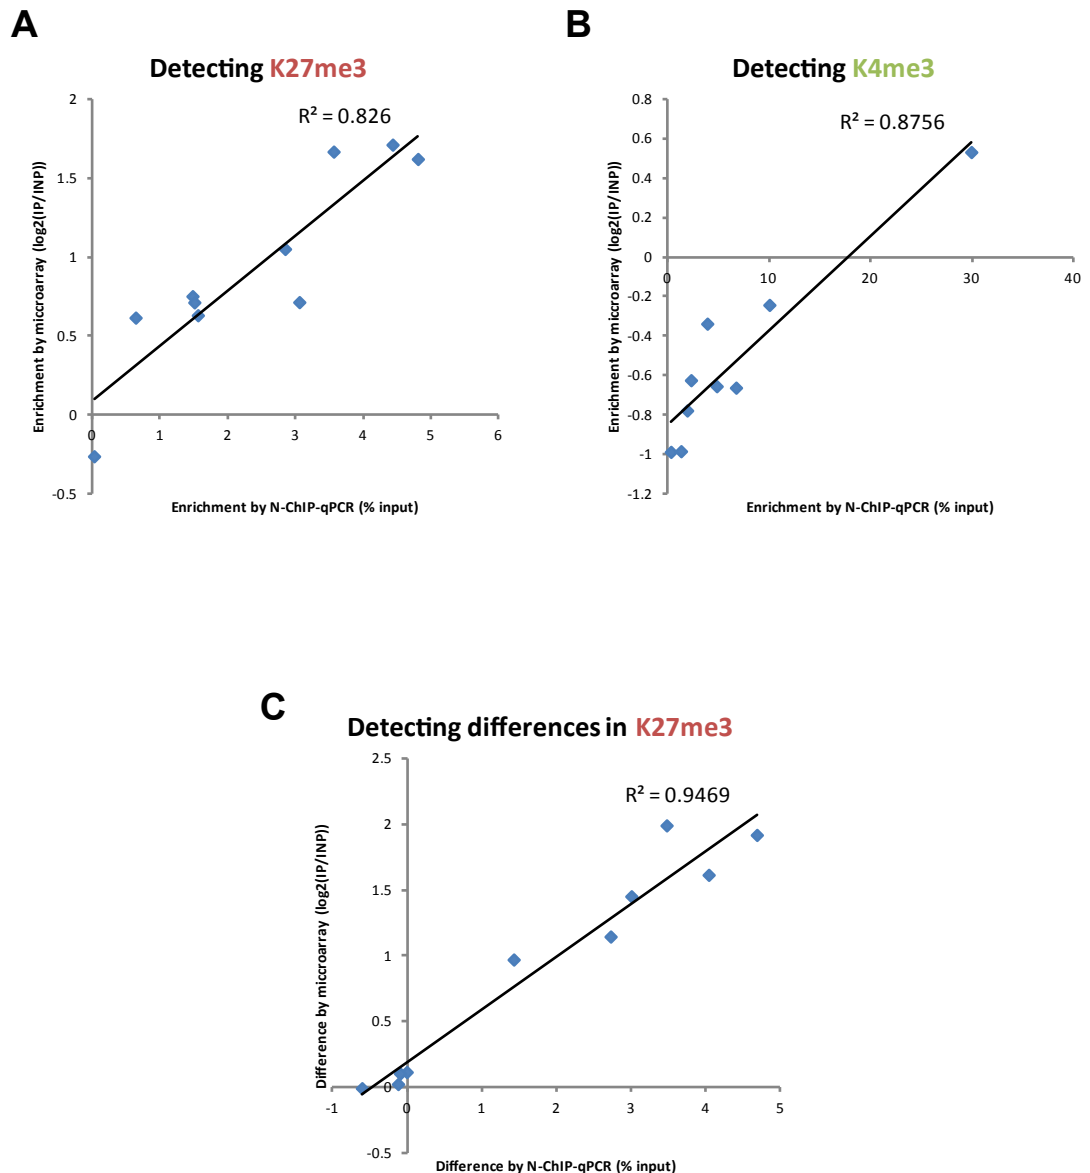 A
Detecting K27me3
R² = 0.826
2
1.5
1
0.5
0
-0.5
0 1 2 3 4 5 6
Enrichment by miccroarray (log2(IP/INP))
Enrichment by N-ChIP-qPCR (% input)
B
Detecting K4me3
R² = 0.8756
0.8
0.6
0.4
0.2
0
-0.2
-0.4
-0.6
-0.8
-1
-1.2
0 10 20 30 40
Enrichment by miccroarray (log2(IP/INP))
Enrichment by N-ChIP-qPCR (% input)
C
Detecting differences in K27me3
R² = 0.9469
2.5
2
1.5
1
0.5
0
-0.5
-1 0 1 2 3 4 5
Difference by miccroarray (log2(IP/INP))
Difference by N-ChIP-qPCR (% input)